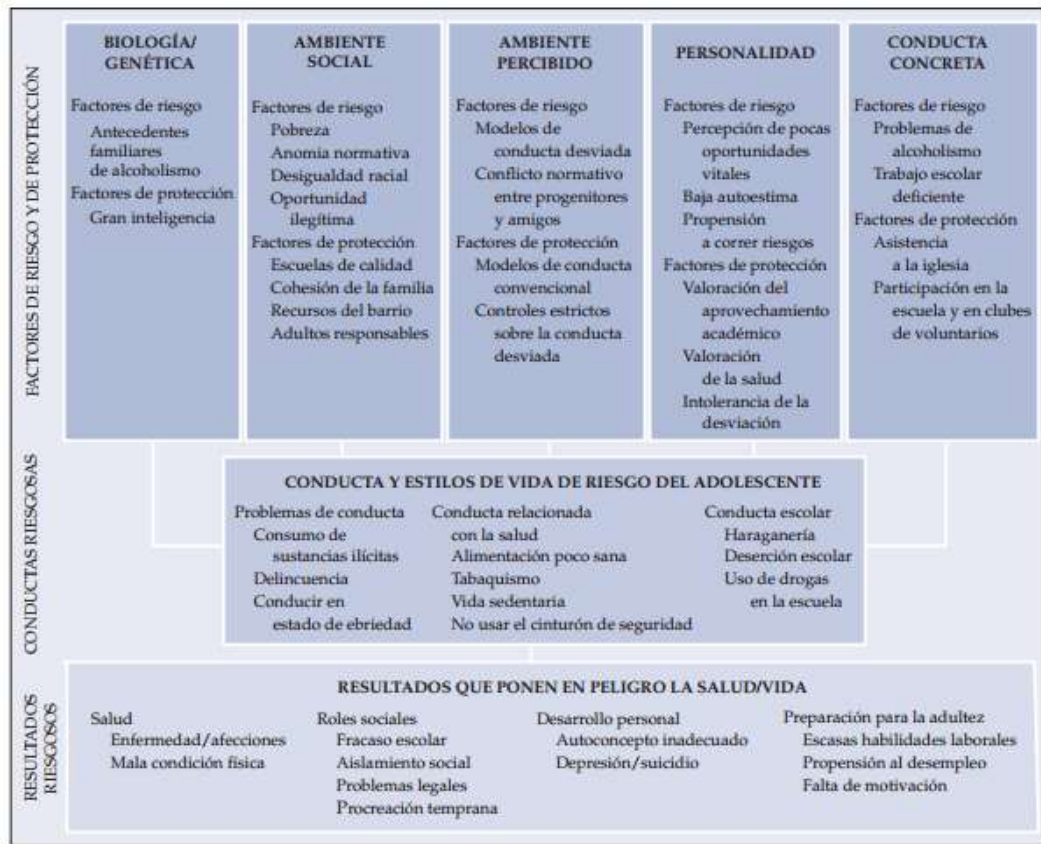 FACTORES DE RIESGO Y DE PROTECCIÓN
BIOLOGÍA/
GENÉTICA
Factores de riesgo
Antecedentes
familiares
de alcoholismo
Factores de protección
Gran inteligencia
AMBIENTE
SOCIAL
Factores de riesgo
Pobreza
Anomia normativa
Desigualdad racial
Oportunidad
ilegítima
Factores de protección
Escuelas de calidad
Cohesión de la familia
Recursos del barrio
Adultos responsables
AMBIENTE
PERCIBIDO
Factores de riesgo
Modelos de
conducta desviada
Conflicto normativo
entre progenitores
y amigos
Factores de protección
Modelos de conducta
convencional
Controles estrictos
sobre la conducta
desviada
PERSONALIDAD
Factores de riesgo
Percepción de pocas
oportunidades
vitales
Baja autoestima
Propensión
a correr riesgos
Factores de protección
Valoración del
aprovechamiento
académico
Valoración
de la salud
Intolerancia de la
desviación
CONDUCTA
CONCRETA
Factores de riesgo
Problemas de
alcoholismo
Trabajo escolar
deficiente
Factores de protección
Asistencia
a la iglesia
Participación en la
escuela y en clubes
de voluntarios
CONDUCTAS RIESGOSAS
CONDUCTA Y ESTILOS DE VIDA DE RIESGO DEL ADOLESCENTE
Problemas de conducta
Consumo de
sustancias ilícitas
Delincuencia
Conducir en
estado de ebriedad
Conducta relacionada
con la salud
Alimentación poco sana
Tabaquismo
Vida sedentaria
No usar el cinturón de seguridad
Conducta escolar
Haraganería
Deserción escolar
Uso de drogas
en la escuela
RESULTADOS
RIESGOSOS
RESULTADOS QUE PONEN EN PELIGRO LA SALUD/VIDA
Salud
Enfermedad/afecciones
Mala condición física
Roles sociales
Fracaso escolar
Aislamiento social
Problemas legales
Procreación temprana
Desarrollo personal
Autoconcepto inadecuado
Depresión/suicidio
Preparación para la adultez
Escasas habilidades laborales
Propensión al desempleo
Falta de motivación